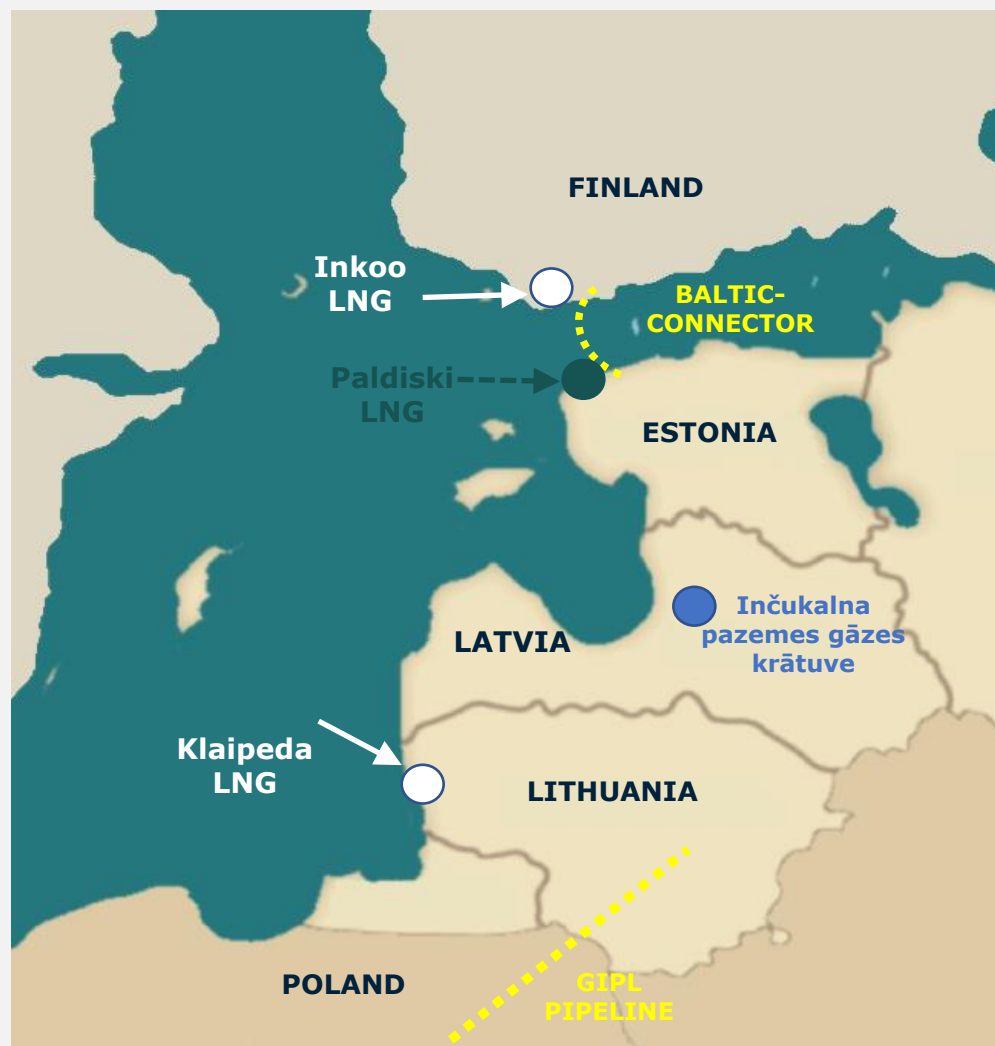 FINLAND
Inkoo
LNG
BALTIC-
CONNECTOR
Paldiski
LNG
ESTONIA
Inčukalna
pazemes gāzes
krātuve
LATVIA
Klaipeda
LNG
LITHUANIA
POLAND
GIPL
PIPELINE